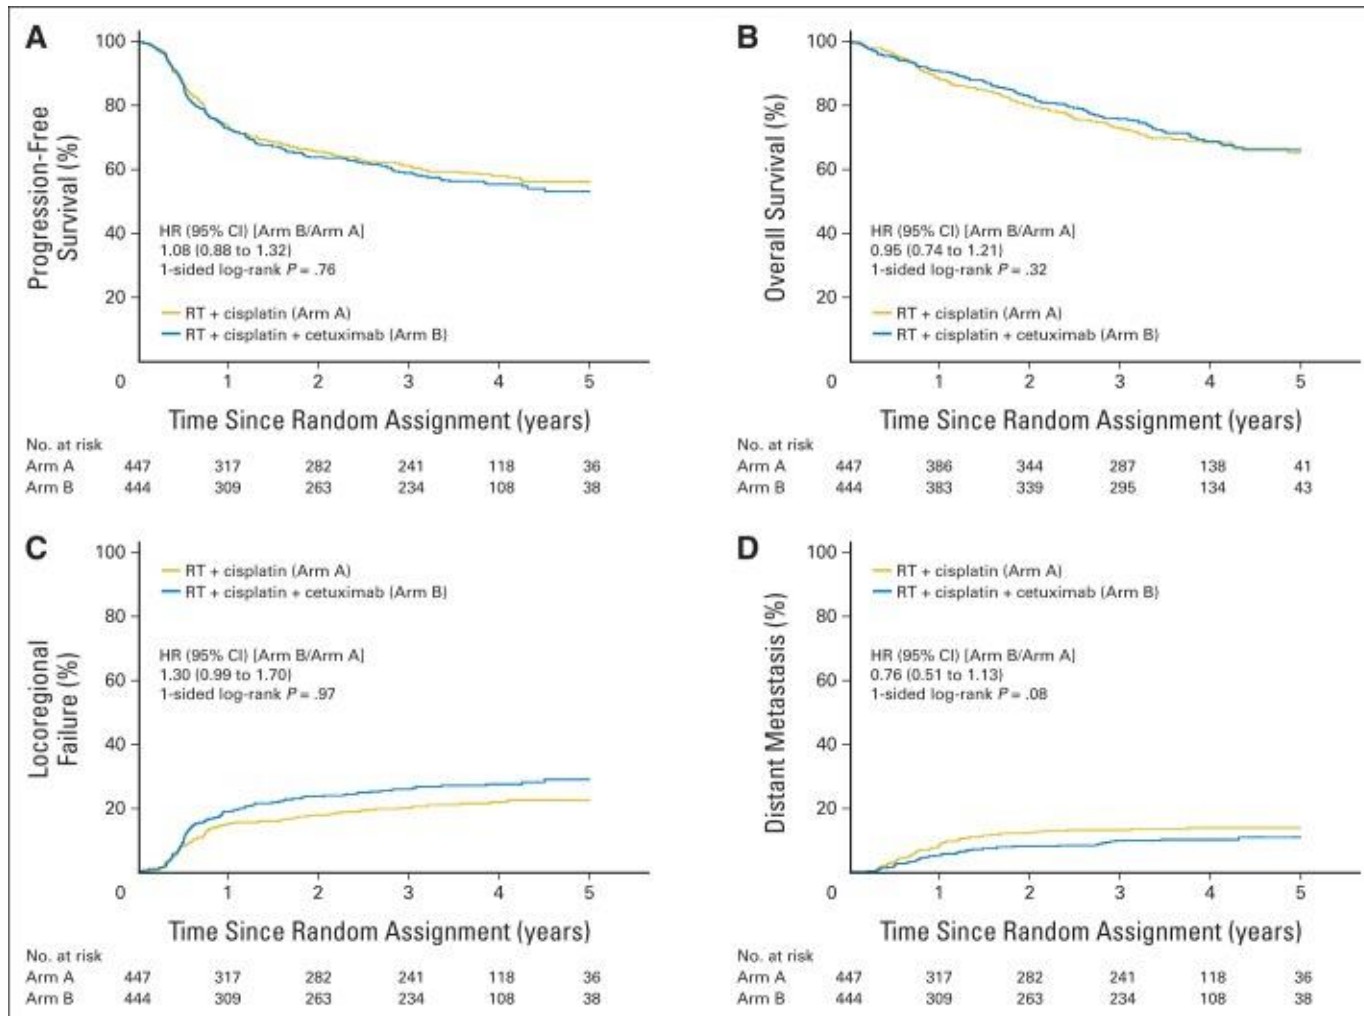 A
100
80
60
40
20
0
1 2 3 4 5
Progression-Free
Survival (%)
HR (95% CI) [Arm B/Arm A]
1.08 (0.88 to 1.32)
1-sided log-rank P = .76
RT + cisplatin (Arm A)
RT + cisplatin + cetuximab (Arm B)
Time Since Random Assignment (years)
No. at risk
Arm A 447 317 282 241 118 36
Arm B 444 309 263 234 108 38
B
100
80
60
40
20
0
1 2 3 4 5
Overall Survival (%)
HR (95% CI) [Arm B/Arm A]
0.95 (0.74 to 1.21)
1-sided log-rank P = .32
RT + cisplatin (Arm A)
RT + cisplatin + cetuximab (Arm B)
Time Since Random Assignment (years)
No. at risk
Arm A 447 386 344 287 138 41
Arm B 444 383 339 295 134 43
C
100
80
60
40
20
0
1 2 3 4 5
Locoregional
Failure (%)
RT + cisplatin (Arm A)
RT + cisplatin + cetuximab (Arm B)
HR (95% CI) [Arm B/Arm A]
1.30 (0.99 to 1.70)
1-sided log-rank P = .97
Time Since Random Assignment (years)
No. at risk
Arm A 447 317 282 241 118 36
Arm B 444 309 263 234 108 38
D
100
80
60
40
20
0
1 2 3 4 5
Distant Metastasis (%)
RT + cisplatin (Arm A)
RT + cisplatin + cetuximab (Arm B)
HR (95% CI) [Arm B/Arm A]
0.76 (0.51 to 1.13)
1-sided log-rank P = .08
Time Since Random Assignment (years)
No. at risk
Arm A 447 317 282 241 118 36
Arm B 444 309 263 234 108 38